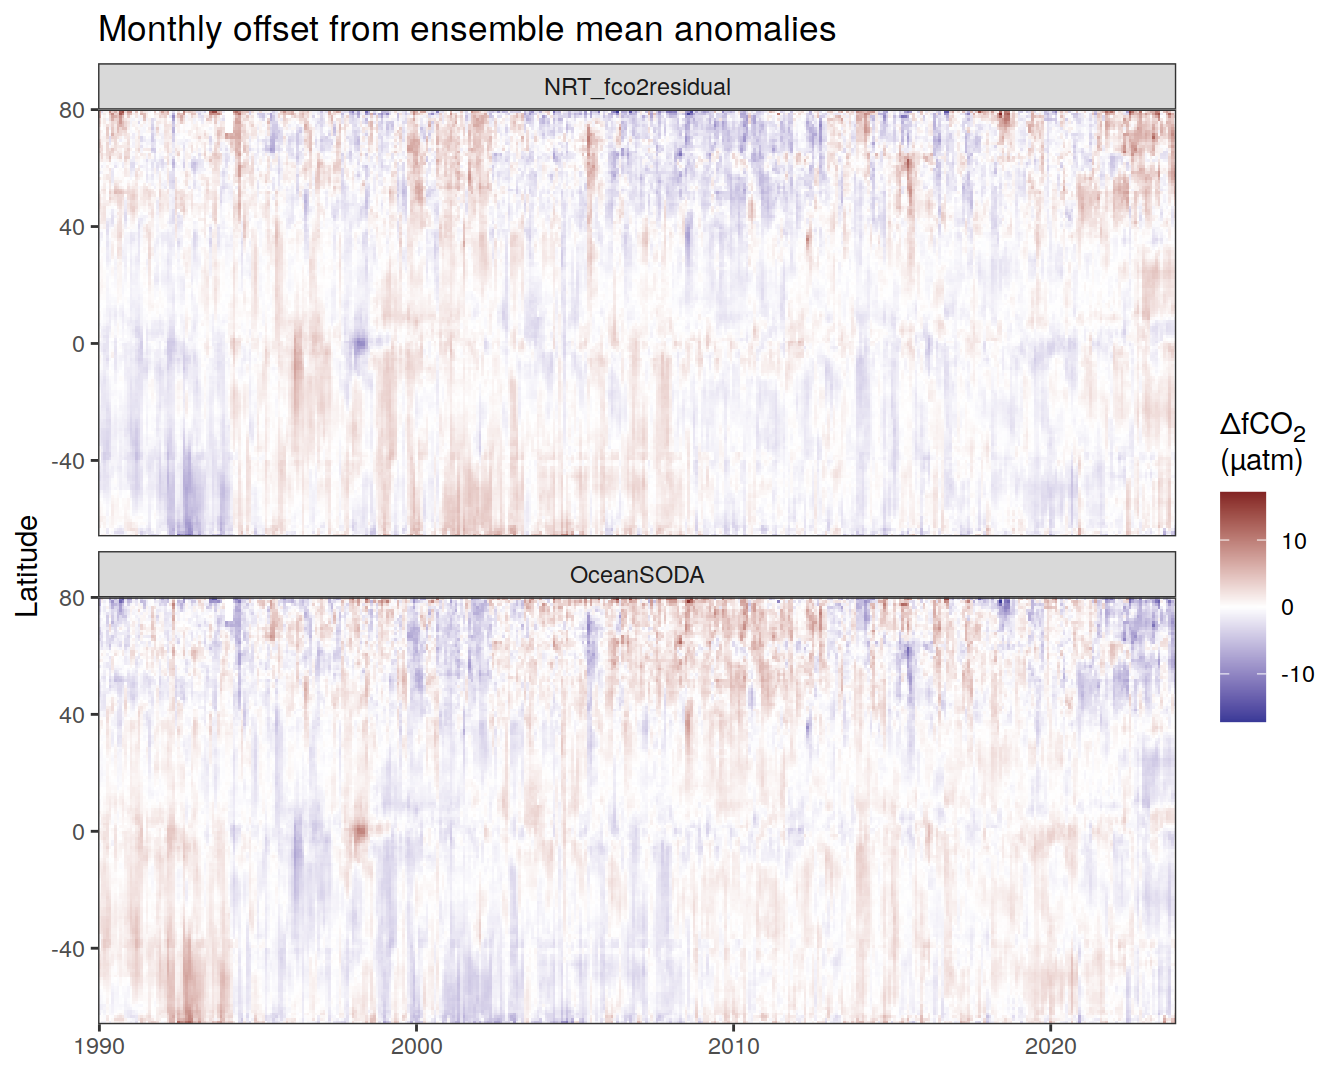 Monthly offset from ensemble mean anomalies
NRT_fco2residual
80
40
0
-40
OceanSODA
80
40
0
-40
1990
2000
2010
2020
Latitude
ΔfCO₂
(µatm)
10
0
-10